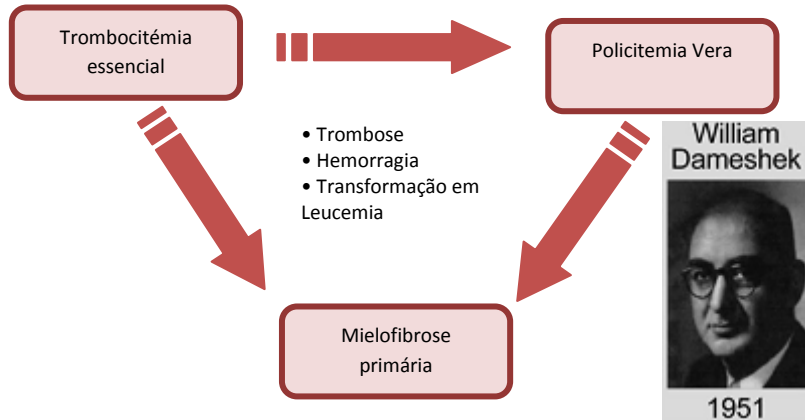 Trombocitémia
essencial
Policitemia Vera
• Trombose
• Hemorragia
• Transformação em
Leucemia
William
Dameshek
1951
Mielofibrose
primária